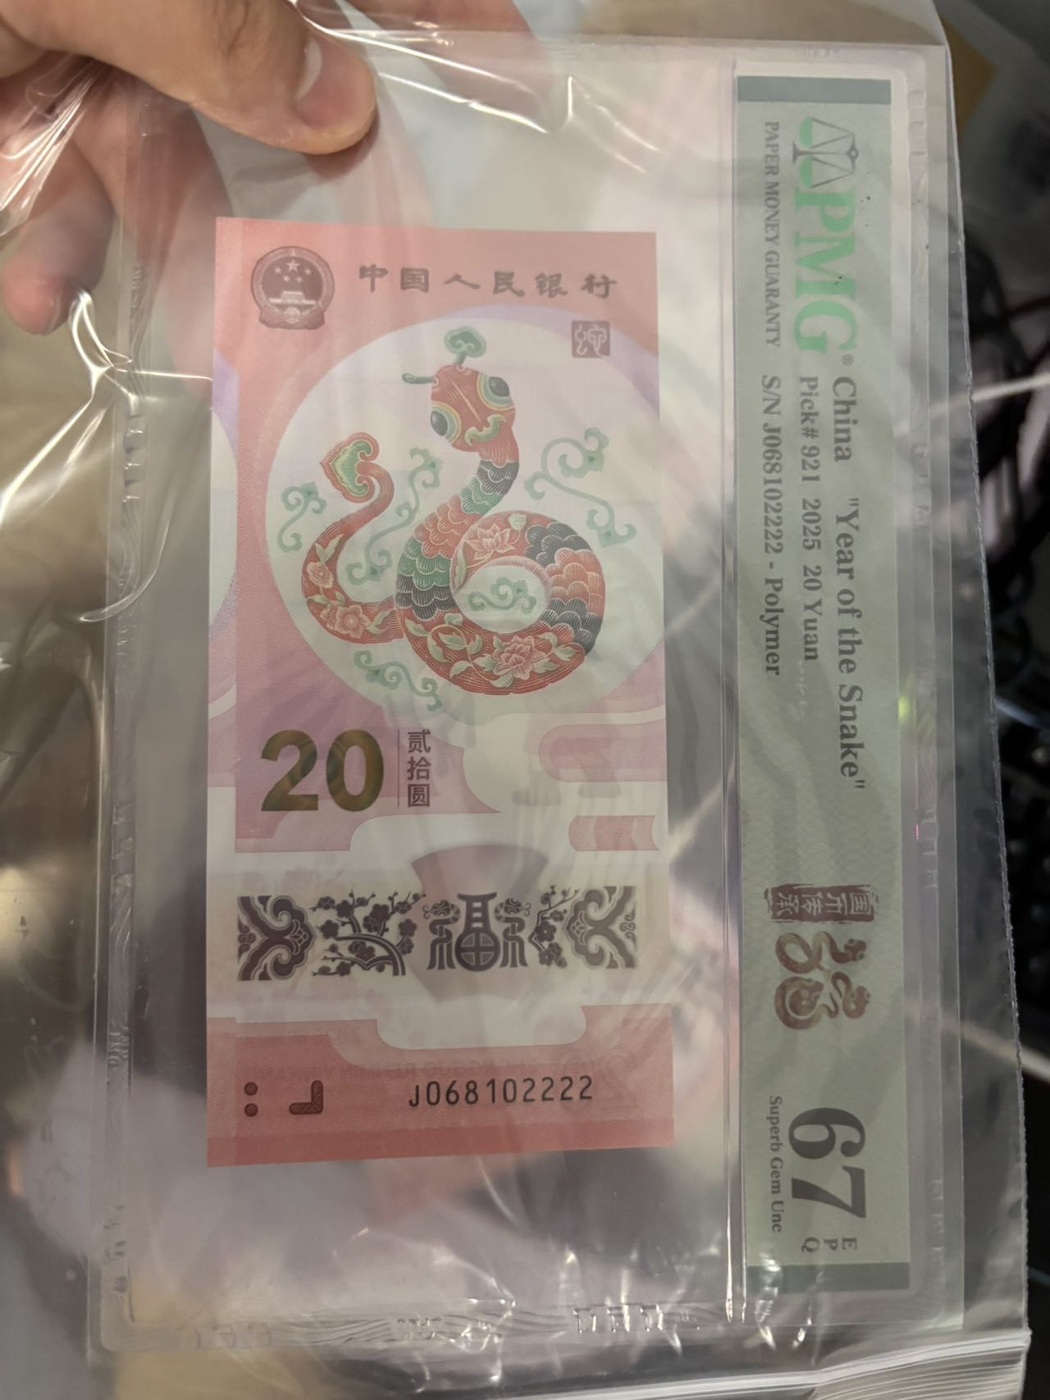 中国人民银行
20
贰拾圆
J068102222
PMG®
PAPER MONEY GUARANTY
China "Year of the Snake"
Pick# 921 2025 20 Yuan
S/N J068102222 - Polymer
67
EPQ
Superb Gem Unc